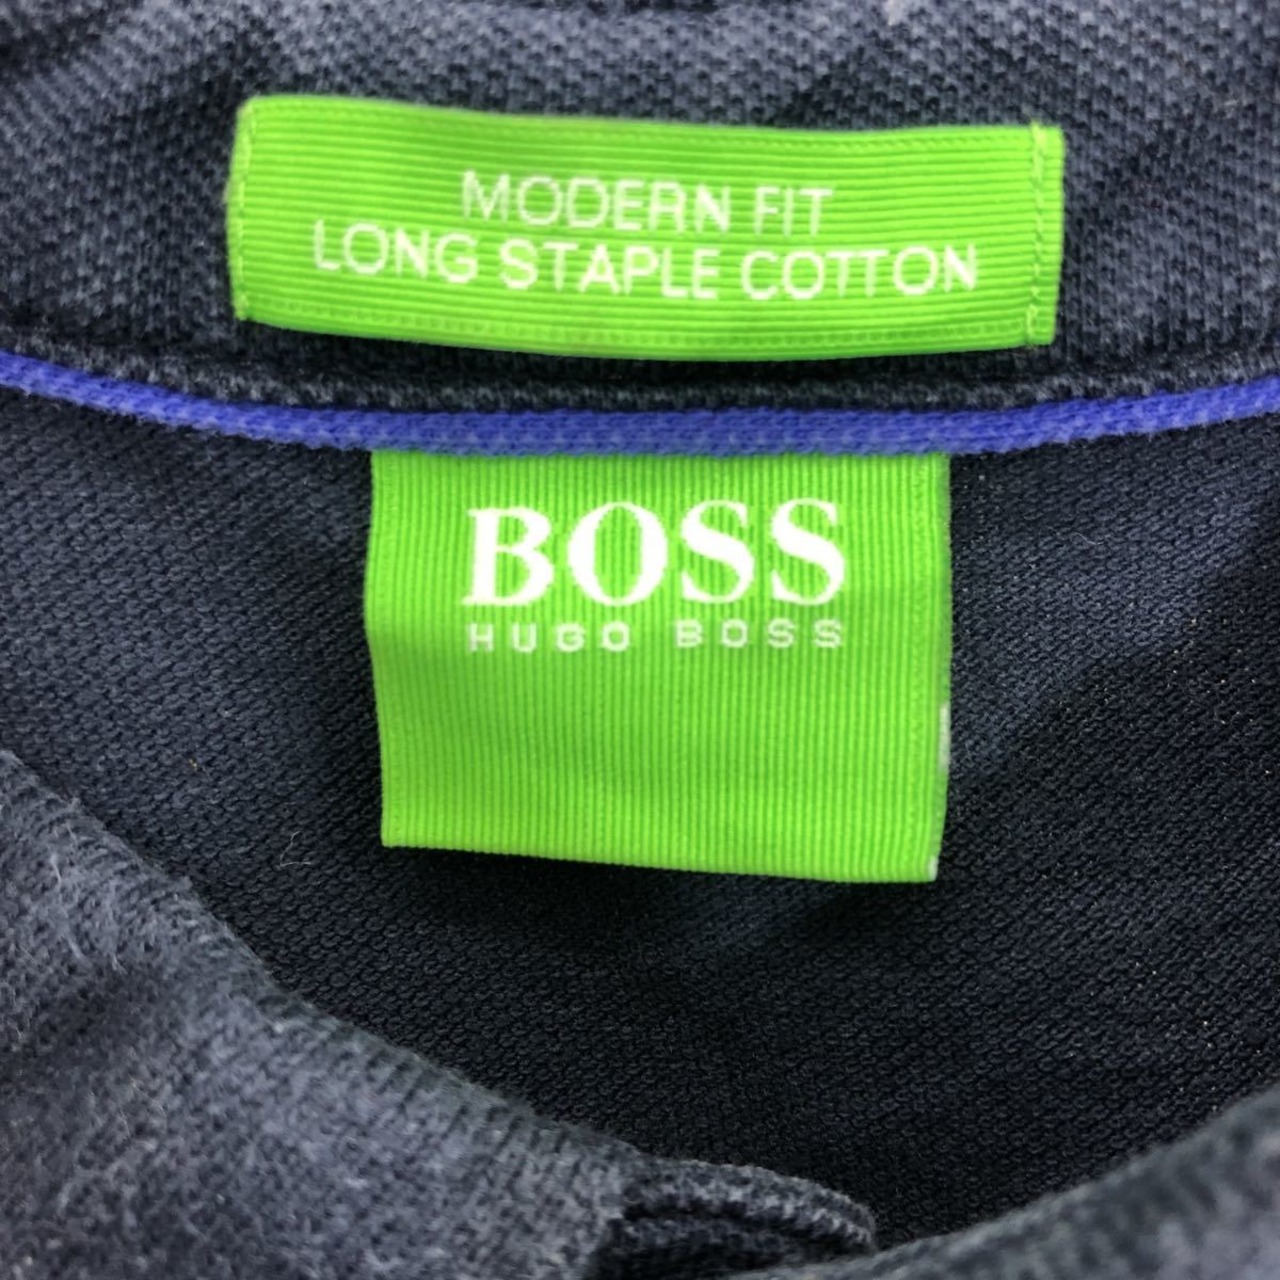 MODERN FIT
LONG STAPLE COTTON
BOSS
HUGO BOSS